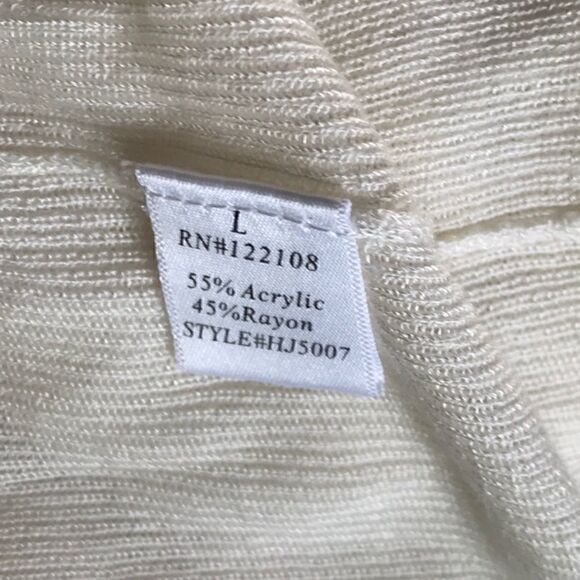 L
RN#122108
55% Acrylic
45%Rayon
STYLE#HJ5007